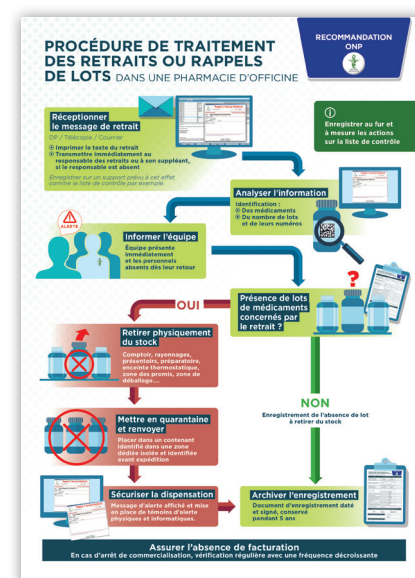 PROCÉDURE DE TRAITEMENT
DES RETRAITS OU RAPPELS
DE LOTS DANS UNE PHARMACIE D'OFFICINE
RECOMMANDATION
ONP
Réceptionner
le message de retrait
DP / Télécopie / Courrier
Imprimer le texte du retrait
Transmettre immédiatement au
responsable des retraits ou à son suppléant,
si le responsable est absent
Enregistrer sur un support prévu à cet effet
comme la liste de contrôle par exemple
Enregistrer au fur et
à mesure les actions
sur la liste de contrôle
Analyser l'information
Identification :
Des médicaments
Du nombre de lots
et de leurs numéros
ALERTE
Informer l'équipe
Équipe présente
immédiatement
et les personnels
absents dès leur retour
Présence de lots
de médicaments
concernés par
le retrait ?
?
OUI
Retirer physiquement
du stock
Comptoir, rayonnages,
présentoirs, préparatoire,
enceinte thermostatique,
zone des promis, zone de
déballage...
NON
Enregistrement de l'absence de lot
à retirer du stock
Mettre en quarantaine
et renvoyer
Placer dans un contenant
identifié dans une zone
dédiée isolée et identifiée
avant expédition
Sécuriser la dispensation
Message d'alerte affiché et mise
en place de témoins d'alerte
physiques et informatiques.
Archiver l'enregistrement
Document d'enregistrement daté
et signé, conservé
pendant 5 ans
Assurer l'absence de facturation
En cas d'arrêt de commercialisation, vérification régulière avec une fréquence décroissante